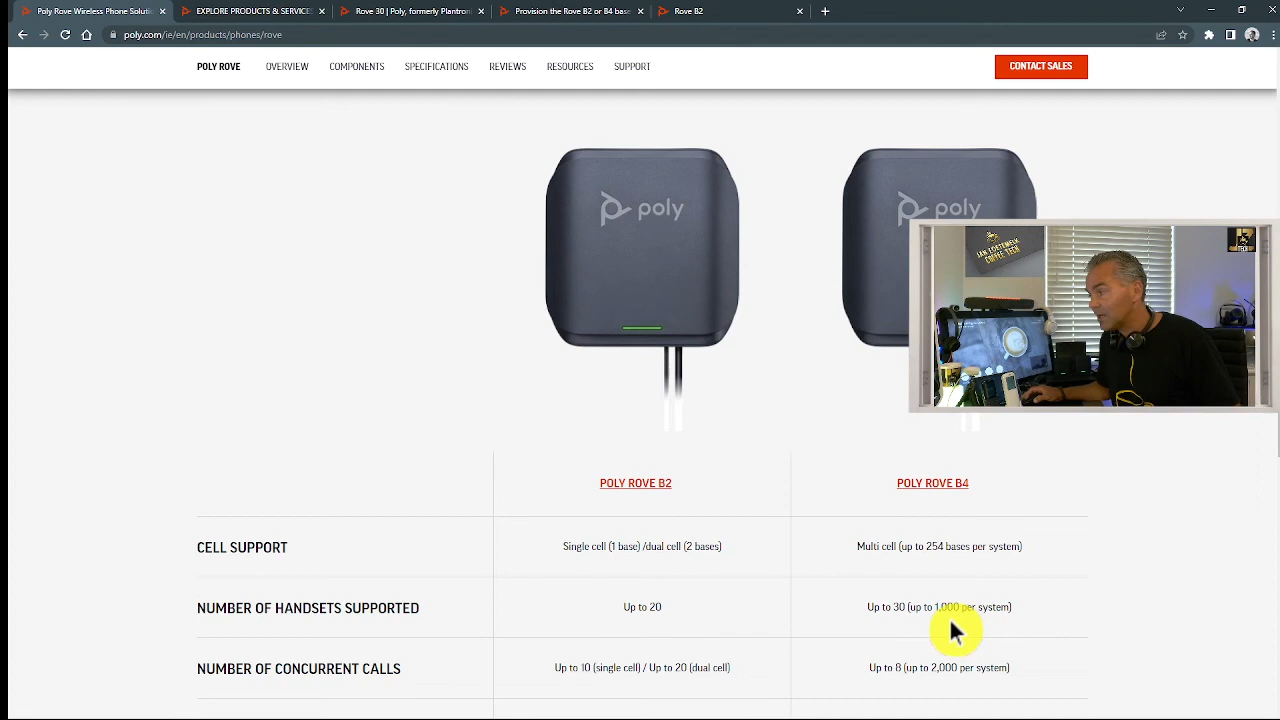 Poly Rove Wireless Phone Soluti
EXPLORE PRODUCTS & SERVICES
Rove 30 | Poly, formerly Plantron
Provision the Rove B2 or B4 bas
Rove B2
poly.com/ie/en/products/phones/rove
POLY ROVE OVERVIEW COMPONENTS SPECIFICATIONS REVIEWS RESOURCES SUPPORT CONTACT SALES
poly poly
POLY ROVE B2 POLY ROVE B4
CELL SUPPORT Single cell (1 base) /dual cell (2 bases) Multi cell (up to 254 bases per system)
NUMBER OF HANDSETS SUPPORTED Up to 20 Up to 30 (up to 1,000 per system)
NUMBER OF CONCURRENT CALLS Up to 10 (single cell) / Up to 20 (dual cell) Up to 8 (up to 2,000 per system)